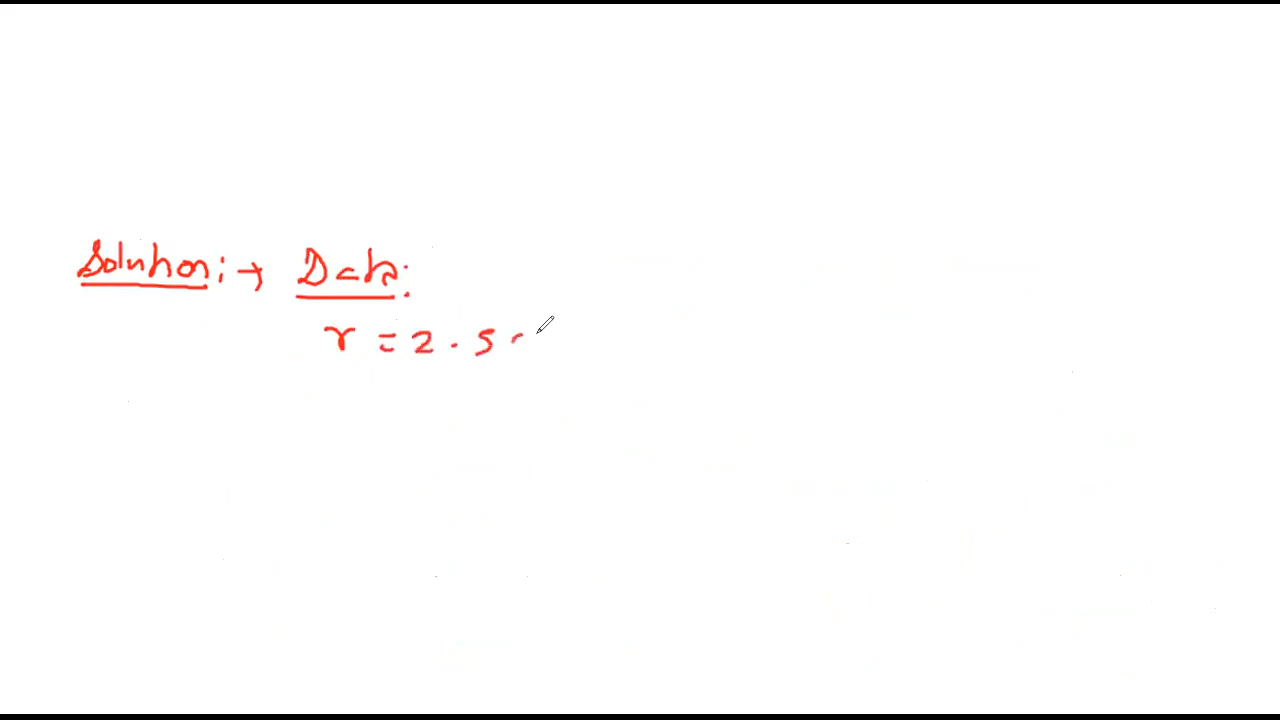 Solution: → Data:
r = 2.5